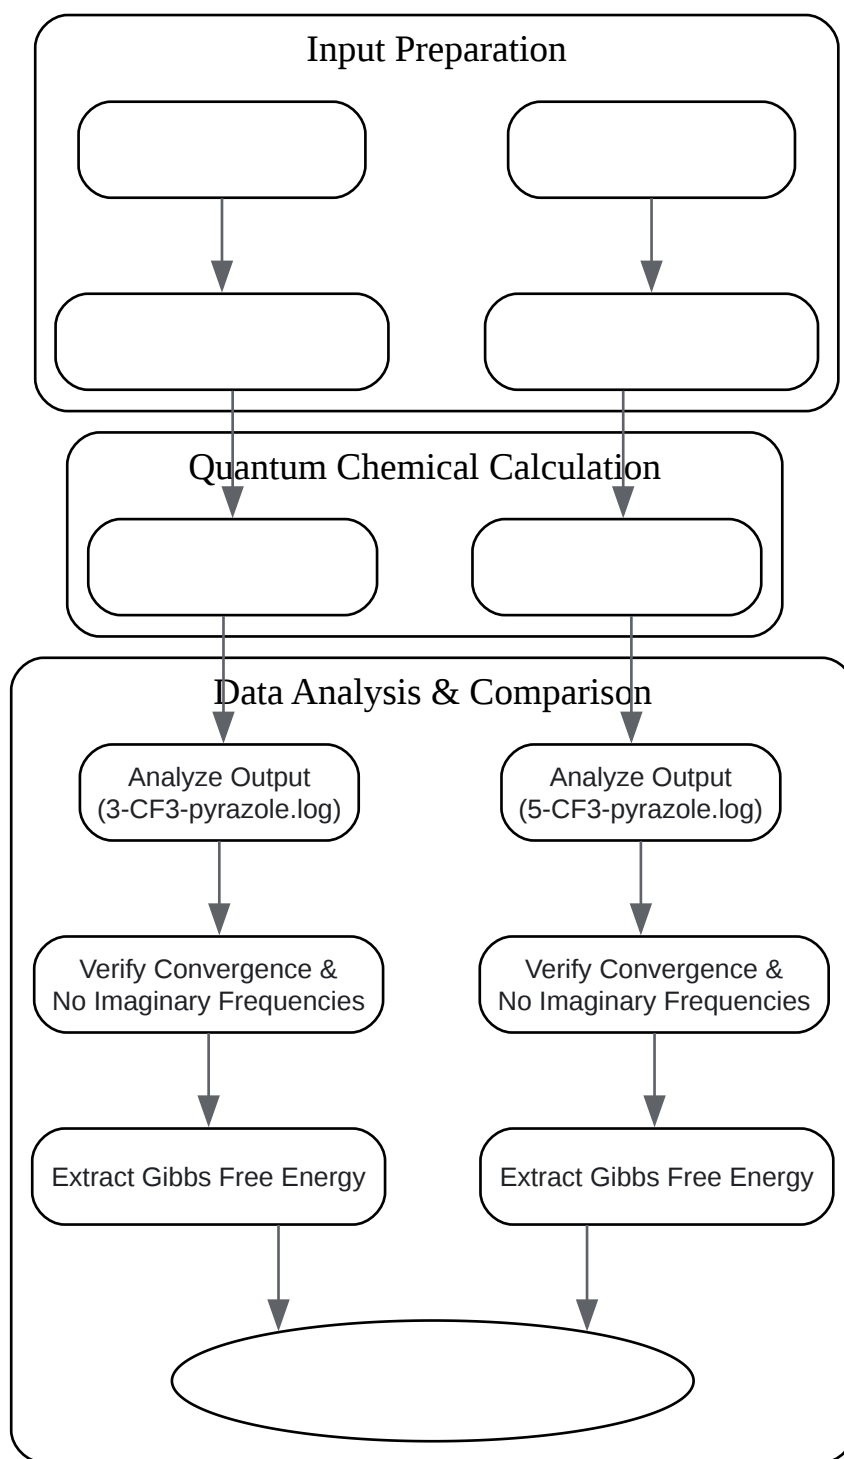 Input Preparation
Quantum Chemical Calculation
Data Analysis & Comparison
Analyze Output
(3-CF3-pyrazole.log)
Analyze Output
(5-CF3-pyrazole.log)
Verify Convergence &
No Imaginary Frequencies
Verify Convergence &
No Imaginary Frequencies
Extract Gibbs Free Energy
Extract Gibbs Free Energy